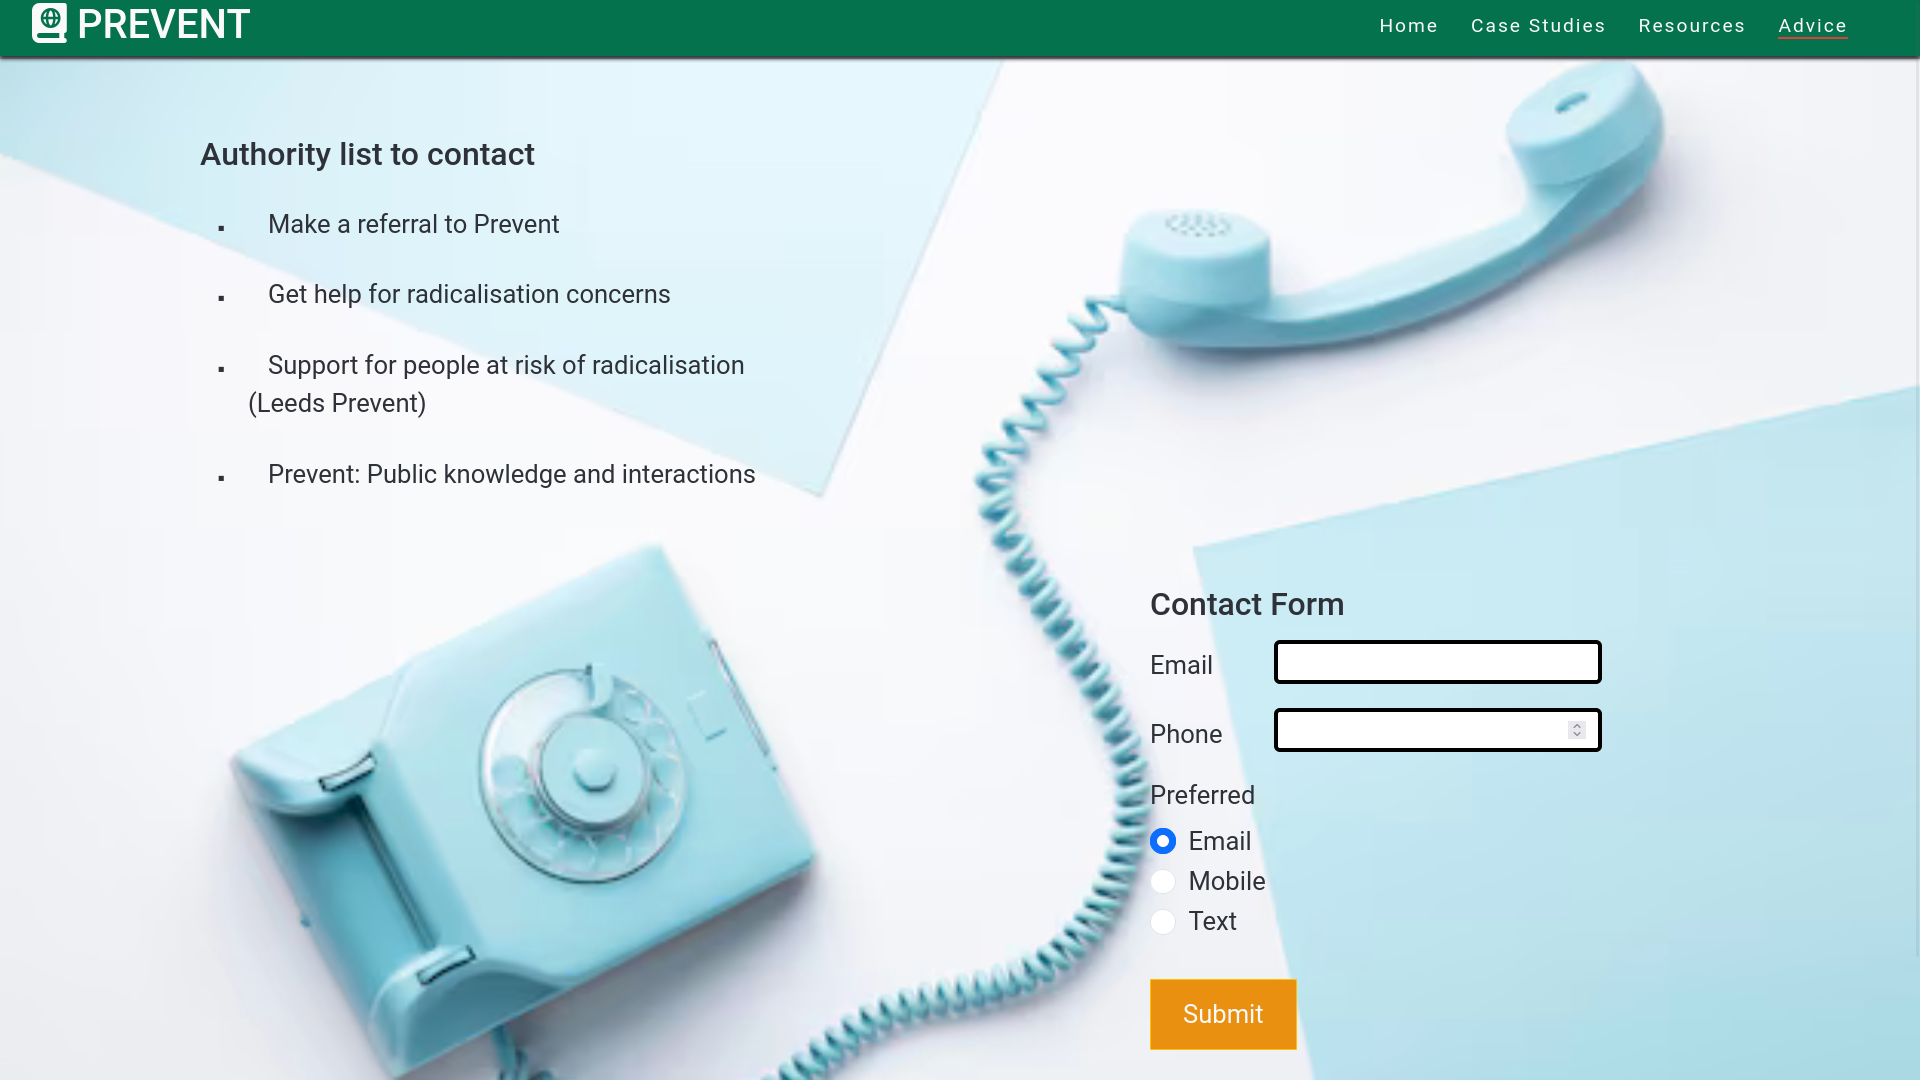 PREVENT
Home Case Studies Resources Advice
Authority list to contact
▪ Make a referral to Prevent
▪ Get help for radicalisation concerns
▪ Support for people at risk of radicalisation
(Leeds Prevent)
▪ Prevent: Public knowledge and interactions
Contact Form
Email
Phone
Preferred
Email
Mobile
Text
Submit